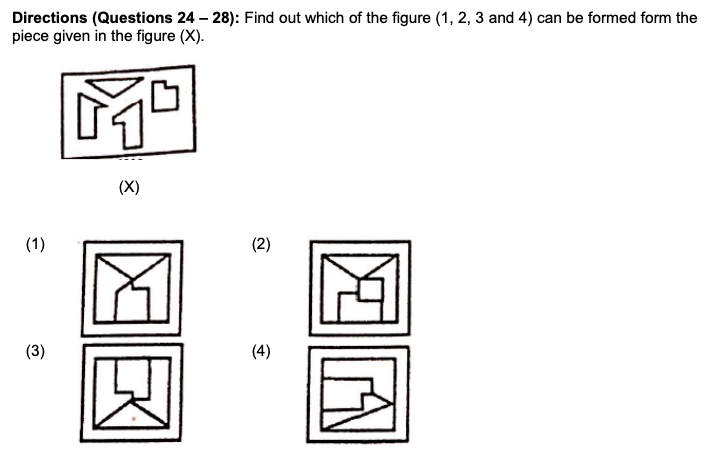 Directions (Questions 24 – 28): Find out which of the figure (1, 2, 3 and 4) can be formed form the
piece given in the figure (X).
(X)
(1) (2)
(3) (4)